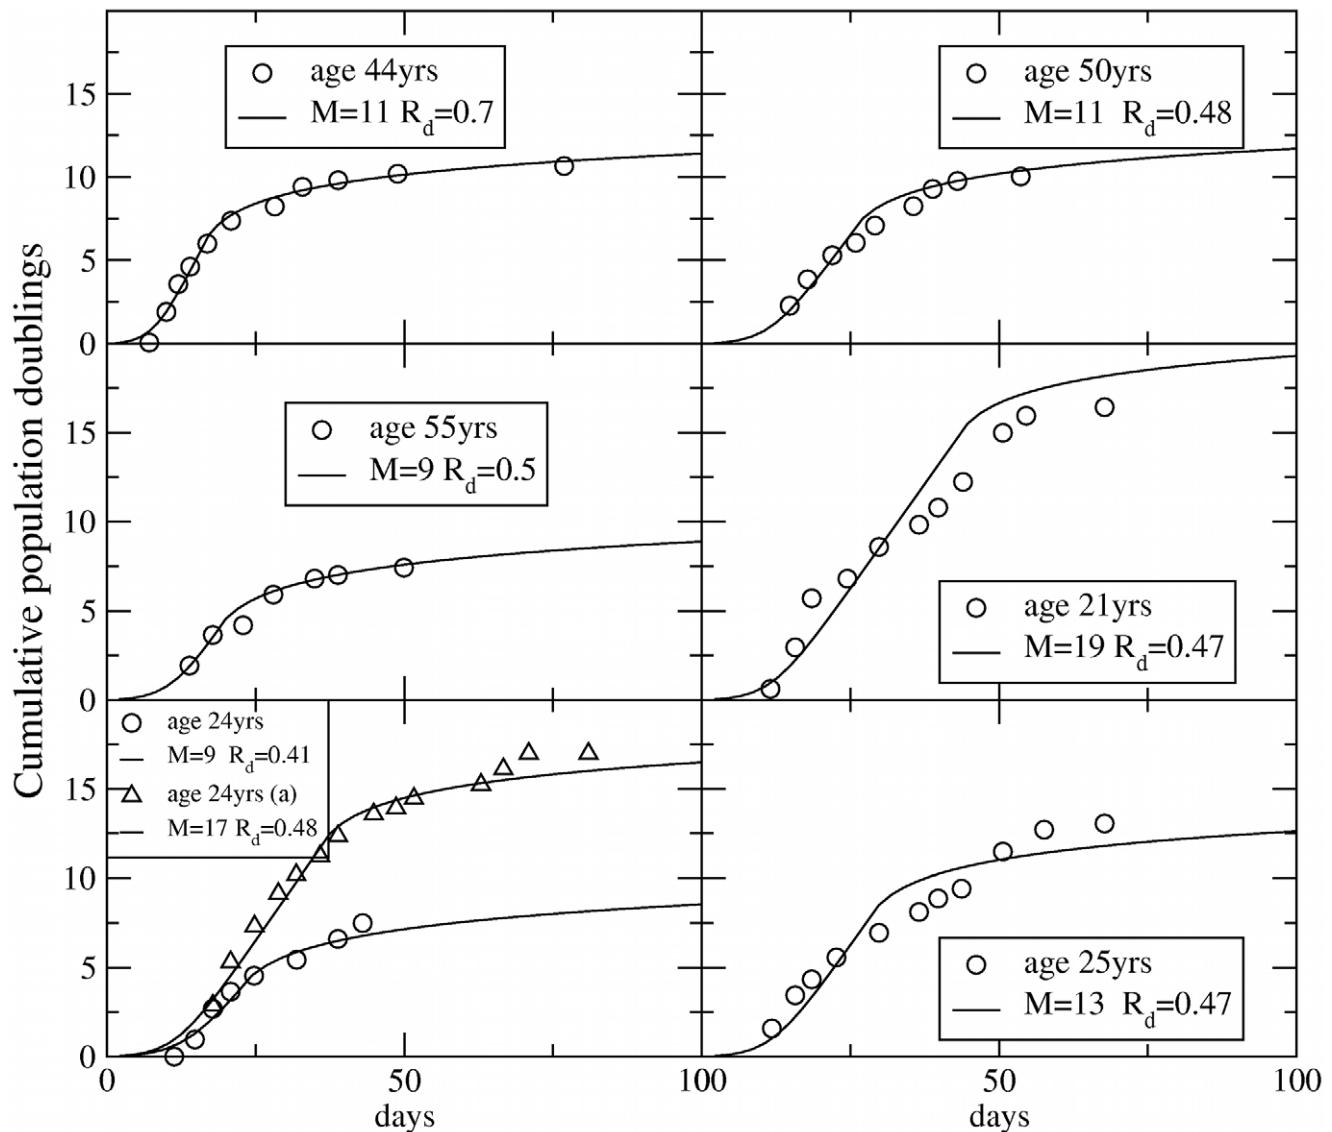 Cumulative population doublings
age 44yrs
M=11 R_d=0.7
15
10
5
0
age 50yrs
M=11 R_d=0.48
age 55yrs
M=9 R_d=0.5
15
10
5
0
age 21yrs
M=19 R_d=0.47
age 24yrs
M=9 R_d=0.41
age 24yrs (a)
M=17 R_d=0.48
15
10
5
0
0
50
100
days
age 25yrs
M=13 R_d=0.47
50
100
days